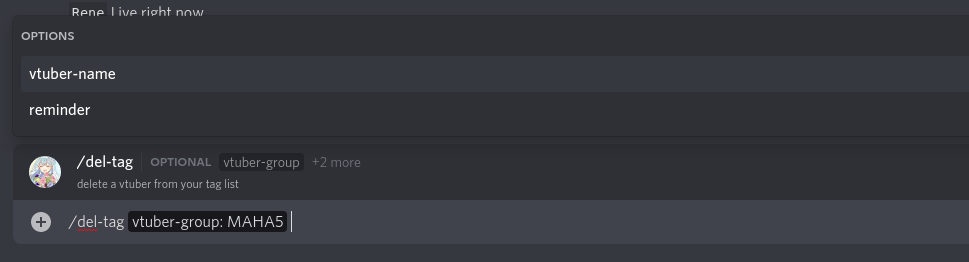 Rene Live right now
OPTIONS
vtuber-name
reminder
/del-tag OPTIONAL vtuber-group +2 more
delete a vtuber from your tag list
/del-tag vtuber-group: MAHA5